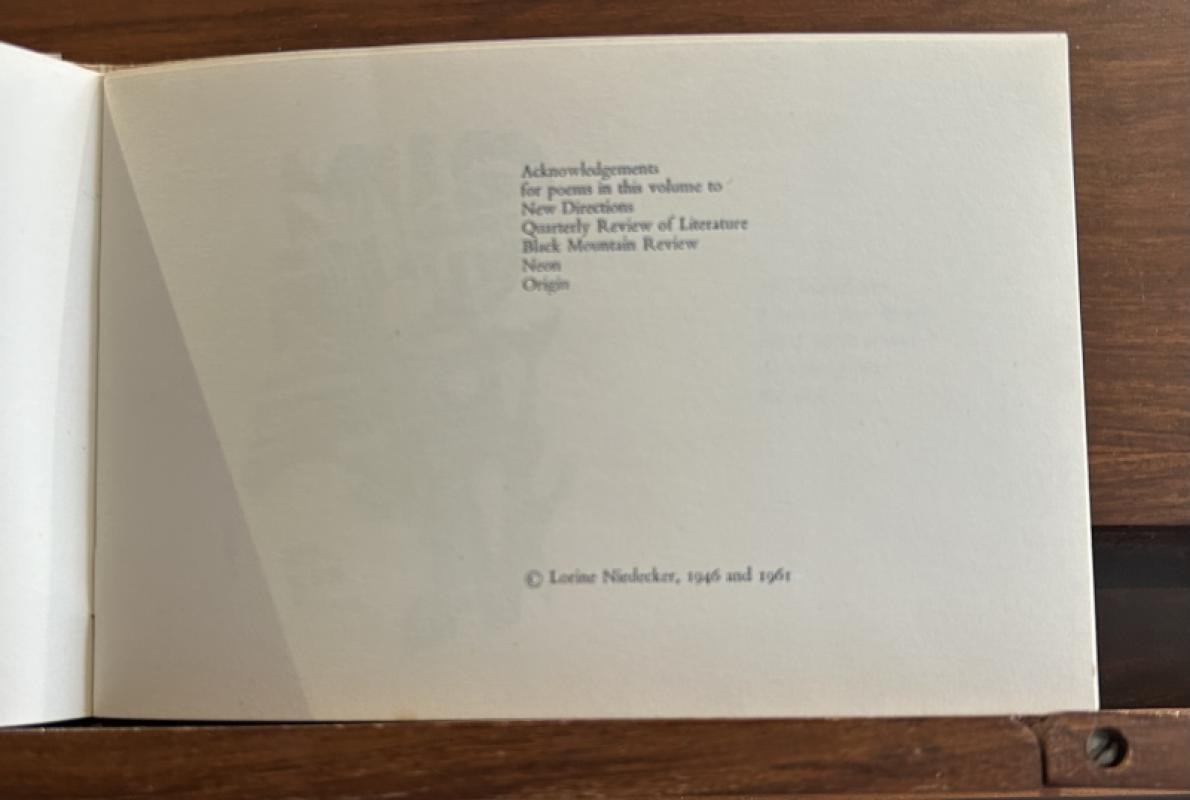 Acknowledgements
for poems in this volume to
New Directions
Quarterly Review of Literature
Black Mountain Review
Neon
Origin
© Lorine Niedecker, 1946 and 1961